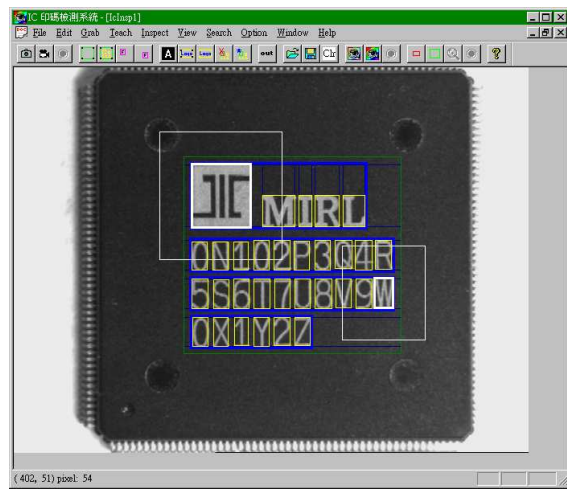 IC 印碼檢測系統 - [IcInsp1]
File Edit Grab Teach Inspect View Search Option Window Help
A Logo out Clr ?
MIRL
0N102P3Q4R
5S6T7U8V9W
0X1Y2Z
( 402, 51) pixel: 54